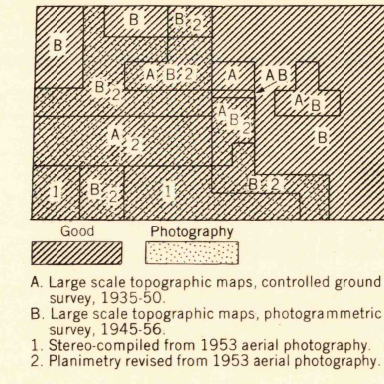 B
B
B 2
B 2
A B 2
A
A B
A B
A B 2
A 2
B
1
B 2
1
B 2
Good
Photography
A. Large scale topographic maps, controlled ground
survey, 1935-50.
B. Large scale topographic maps, photogrammetric
survey, 1945-56.
1. Stereo-compiled from 1953 aerial photography.
2. Planimetry revised from 1953 aerial photography.